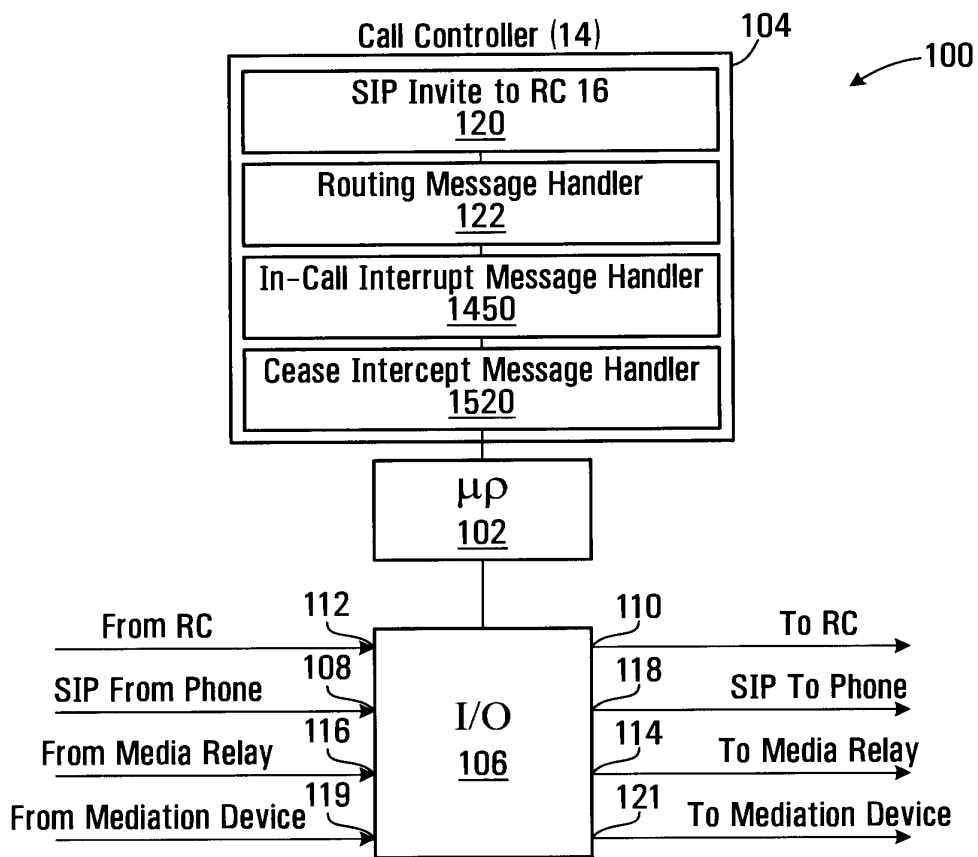 Call Controller (14)
104
100
SIP Invite to RC 16
120
Routing Message Handler
122
In-Call Interrupt Message Handler
1450
Cease Intercept Message Handler
1520
μρ
102
From RC
112
110
To RC
SIP From Phone
108
118
SIP To Phone
I/O
106
From Media Relay
116
114
To Media Relay
From Mediation Device
119
121
To Mediation Device